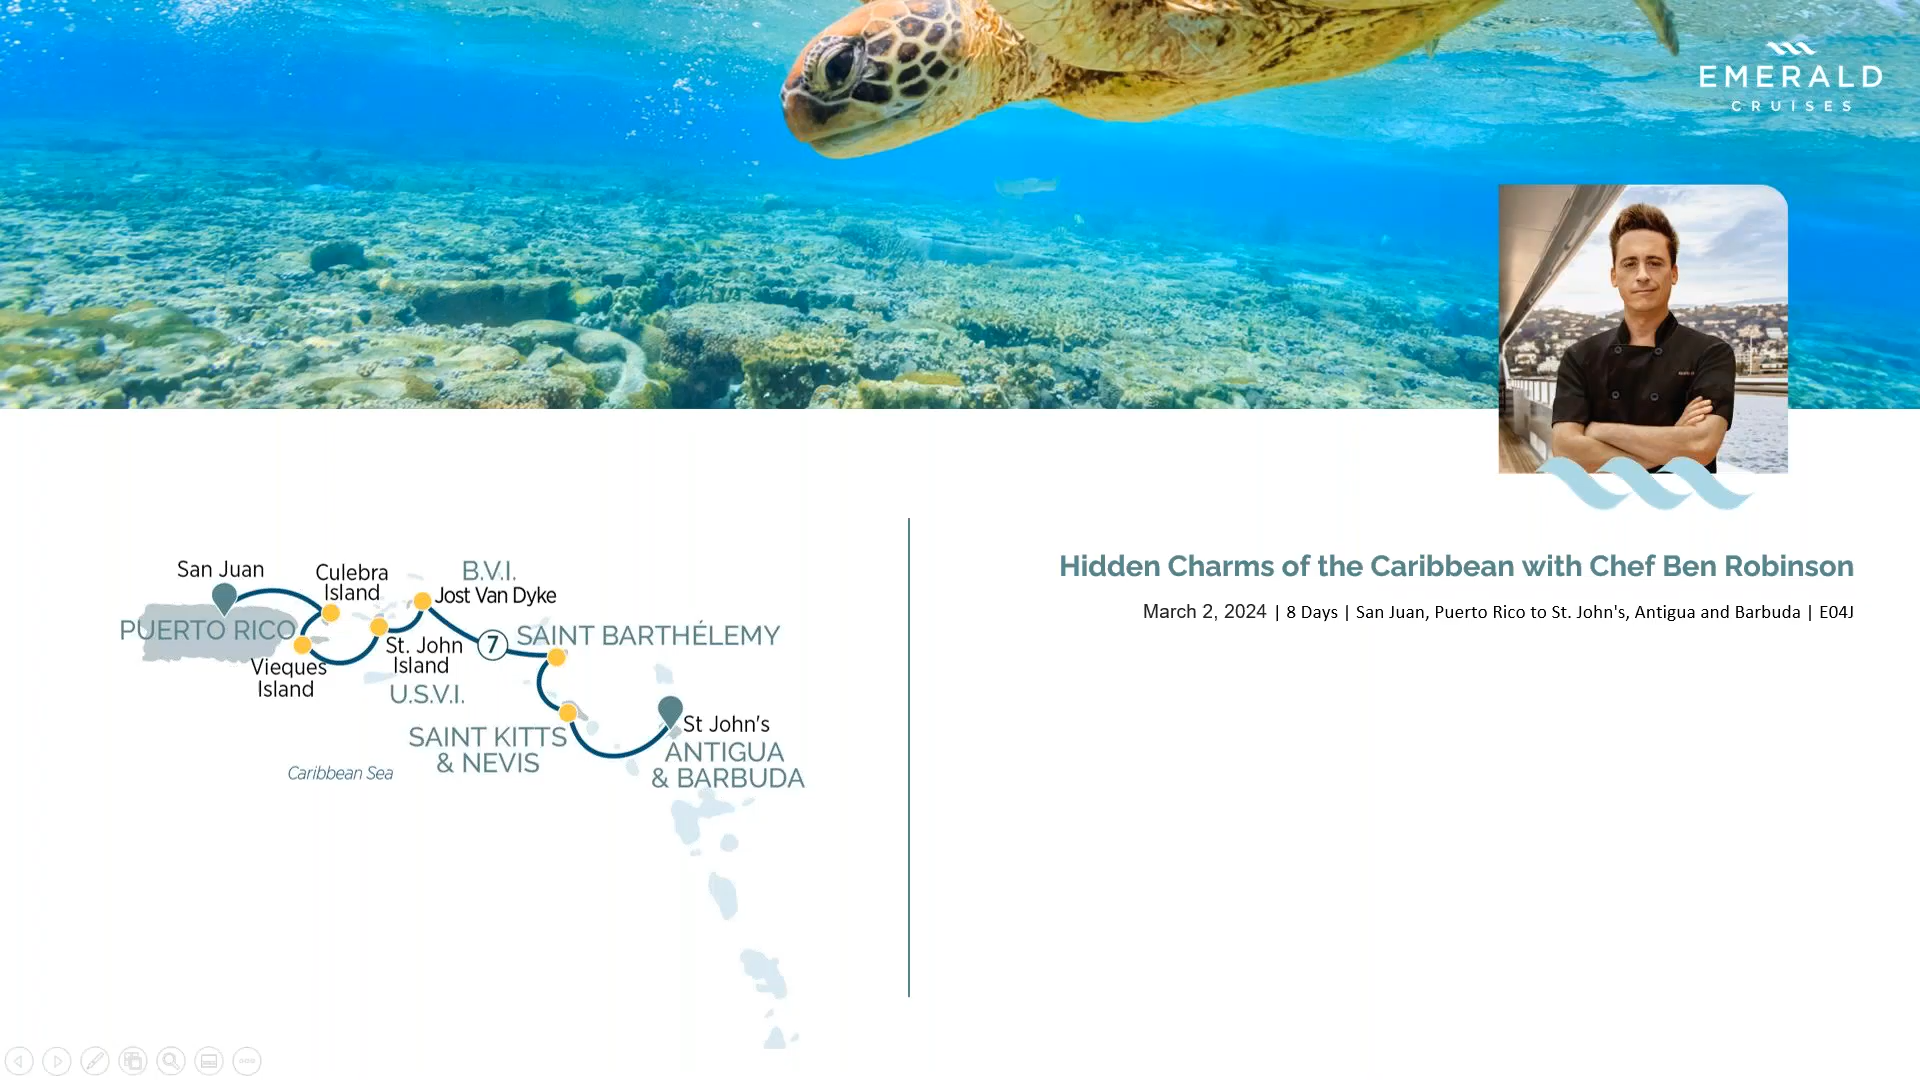 EMERALD
CRUISES
San Juan
Culebra
Island
B.V.I.
Jost Van Dyke
PUERTO RICO
7
SAINT BARTHÉLEMY
St. John
Island
Vieques
Island
U.S.V.I.
St John's
SAINT KITTS
& NEVIS
ANTIGUA
& BARBUDA
Caribbean Sea
Hidden Charms of the Caribbean with Chef Ben Robinson
March 2, 2024 | 8 Days | San Juan, Puerto Rico to St. John's, Antigua and Barbuda | E04J